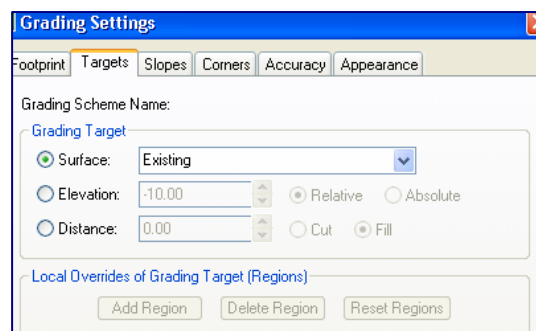 Grading Settings
Footprint Targets Slopes Corners Accuracy Appearance
Grading Scheme Name:
Grading Target
Surface: Existing
Elevation: -10.00 Relative Absolute
Distance: 0.00 Cut Fill
Local Overrides of Grading Target (Regions)
Add Region Delete Region Reset Regions